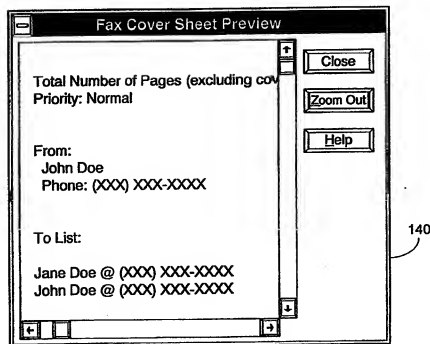 Fax Cover Sheet Preview
Total Number of Pages (excluding cov
Priority: Normal
From:
John Doe
Phone: (XXX) XXX-XXXX
To List:
Jane Doe @ (XXX) XXX-XXXX
John Doe @ (XXX) XXX-XXXX
Close
Zoom Out
Help
140